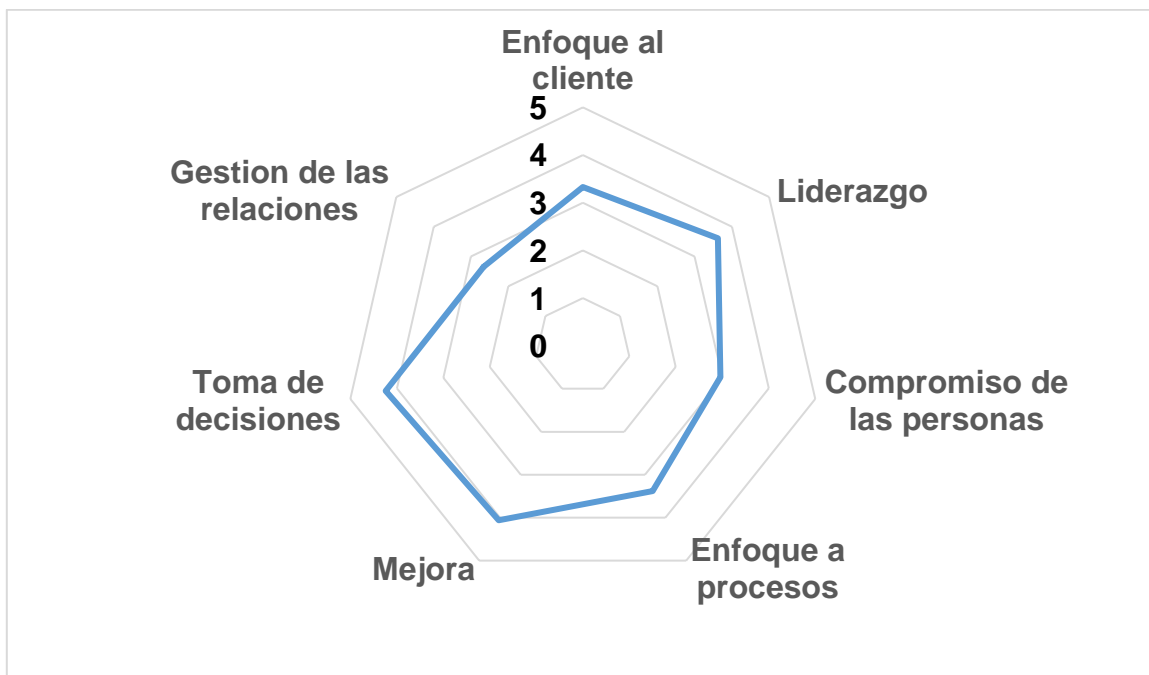 Enfoque al
cliente
5
4
3
2
1
0
Liderazgo
Compromiso de
las personas
Enfoque a
procesos
Mejora
Toma de
decisiones
Gestion de las
relaciones